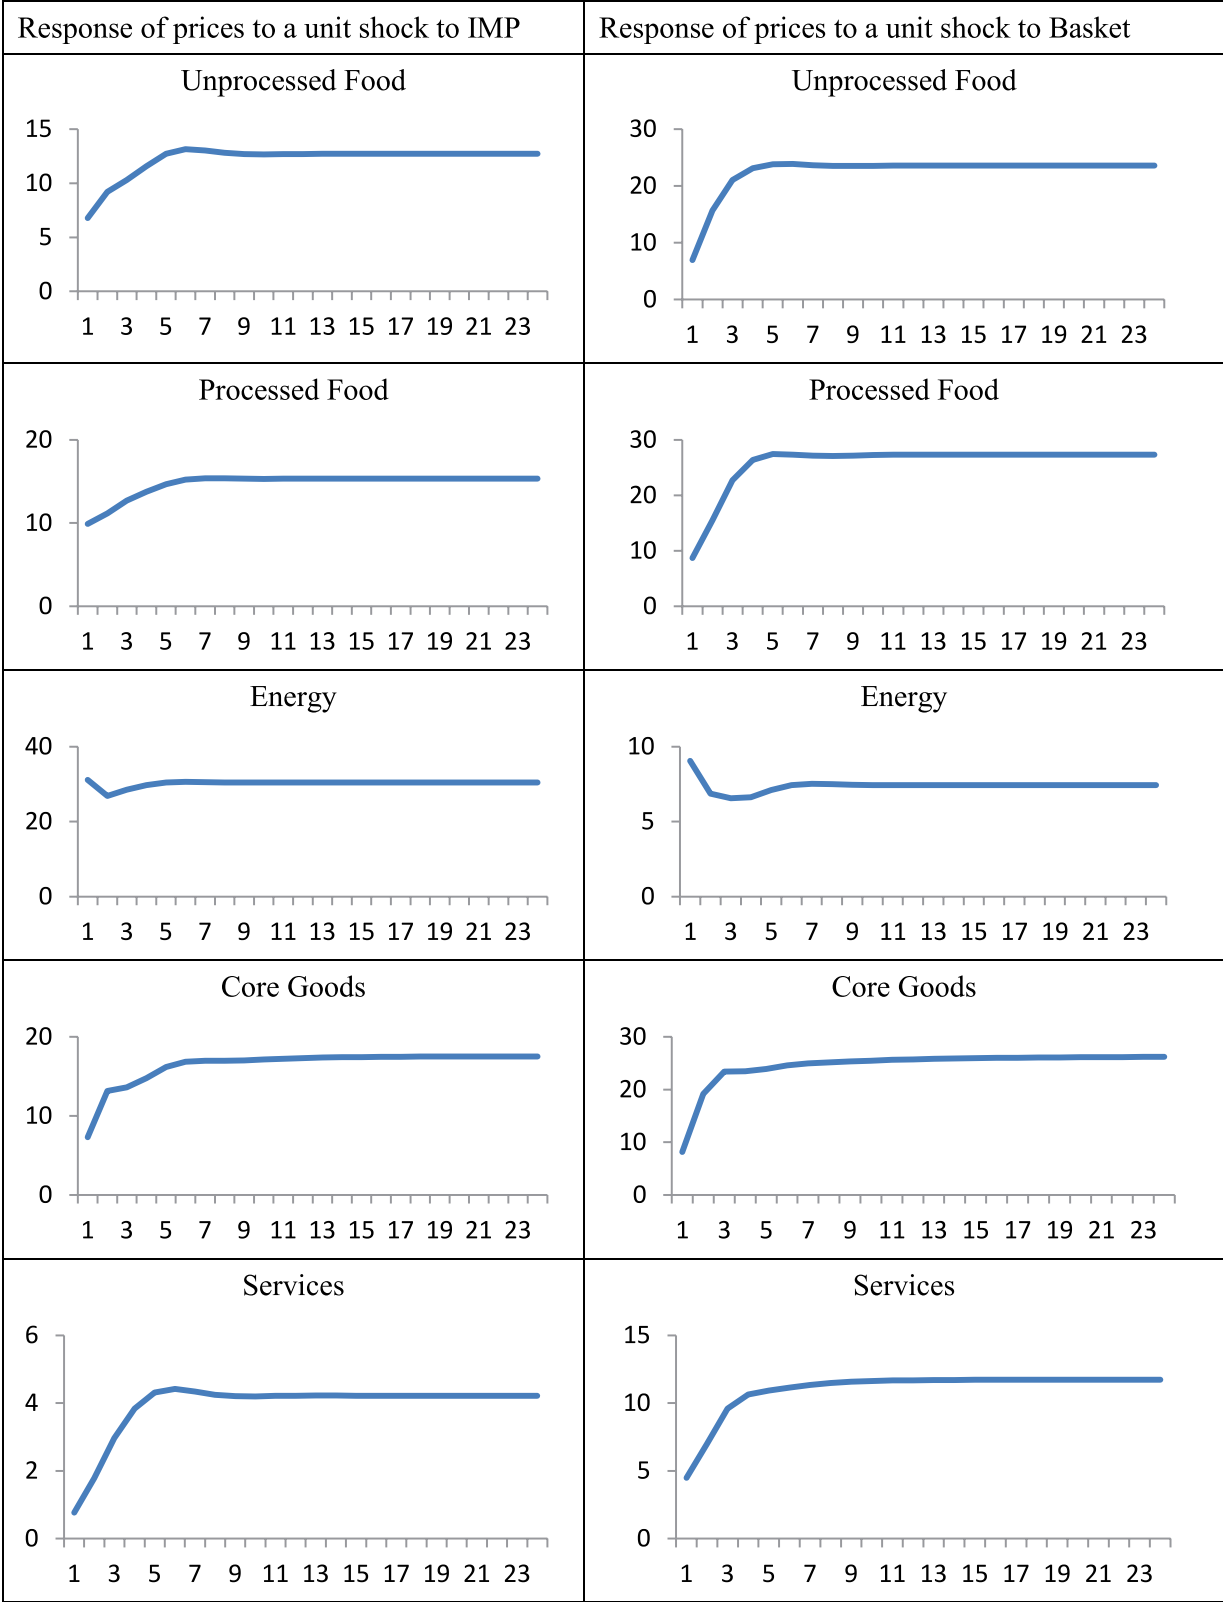 Response of prices to a unit shock to IMP
Response of prices to a unit shock to Basket
Unprocessed Food
15
10
5
0
1 3 5 7 9 11 13 15 17 19 21 23
Unprocessed Food
30
20
10
0
1 3 5 7 9 11 13 15 17 19 21 23
Processed Food
20
10
0
1 3 5 7 9 11 13 15 17 19 21 23
Processed Food
30
20
10
0
1 3 5 7 9 11 13 15 17 19 21 23
Energy
40
20
0
1 3 5 7 9 11 13 15 17 19 21 23
Energy
10
5
0
1 3 5 7 9 11 13 15 17 19 21 23
Core Goods
20
10
0
1 3 5 7 9 11 13 15 17 19 21 23
Core Goods
30
20
10
0
1 3 5 7 9 11 13 15 17 19 21 23
Services
6
4
2
0
1 3 5 7 9 11 13 15 17 19 21 23
Services
15
10
5
0
1 3 5 7 9 11 13 15 17 19 21 23